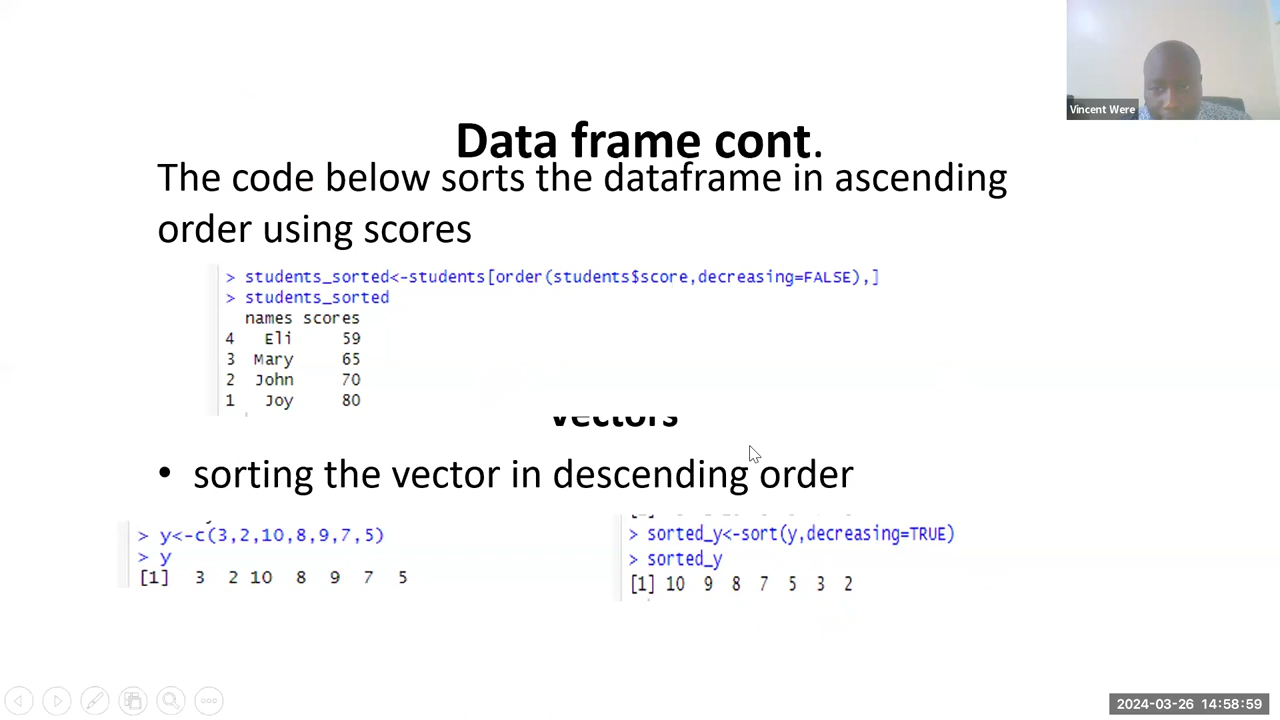 Vincent Were
Data frame cont.
The code below sorts the dataframe in ascending
order using scores
> students_sorted<-students[order(students$score,decreasing=FALSE),]
> students_sorted
names scores
4 Eli 59
3 Mary 65
2 John 70
1 Joy 80
Vectors
• sorting the vector in descending order
> y<-c(3,2,10,8,9,7,5)
> y
[1] 3 2 10 8 9 7 5
> sorted_y<-sort(y,decreasing=TRUE)
> sorted_y
[1] 10 9 8 7 5 3 2
2024-03-26 14:58:59